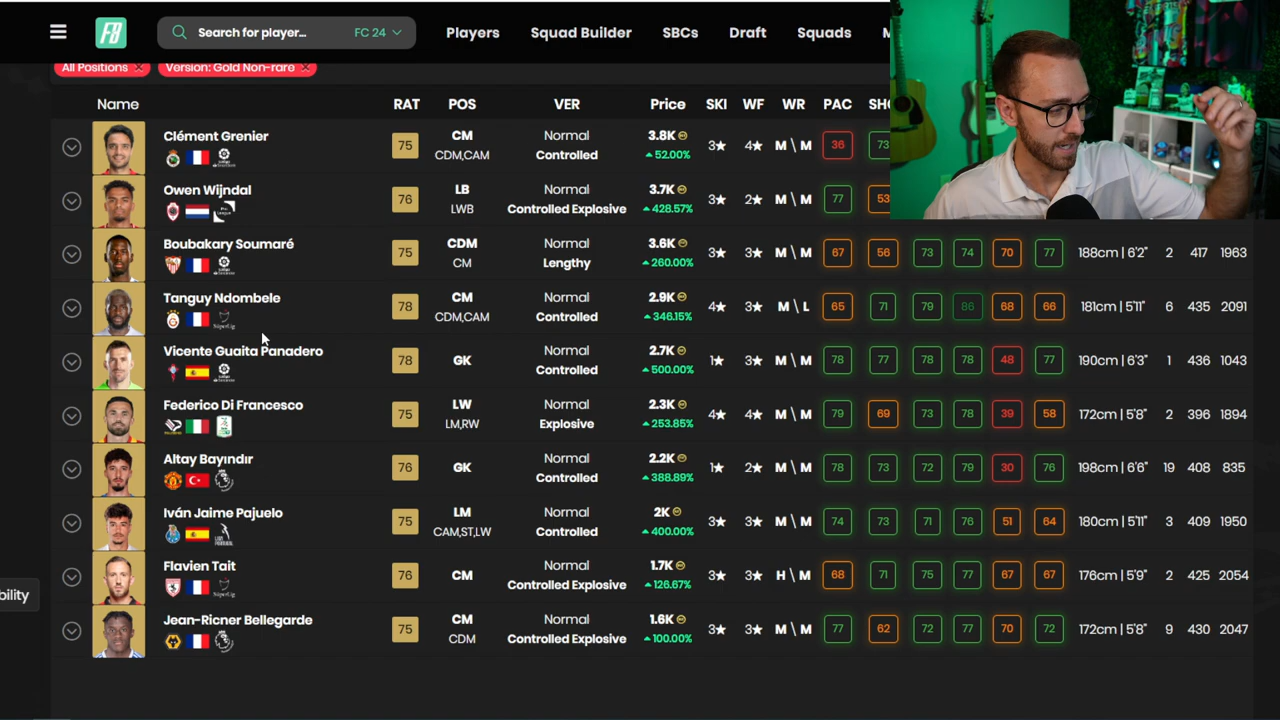 FB Search for player... FC 24 Players Squad Builder SBCs Draft Squads M
All Positions × Version: Gold Non-rare ×
Name RAT POS VER Price SKI WF WR PAC SHO
Clément Grenier 75 CM Normal 3.8K 3★ 4★ M \ M 36 73
CDM,CAM Controlled 52.00%
Owen Wijndal 76 LB Normal 3.7K 3★ 2★ M \ M 77 53
LWB Controlled Explosive 428.57%
Boubakary Soumaré 75 CDM Normal 3.6K 3★ 3★ M \ M 67 56 73 74 70 77 188cm | 6'2" 2 417 1963
CM Lengthy 260.00%
Tanguy Ndombele 78 CM Normal 2.9K 4★ 3★ M \ L 65 71 79 86 68 66 181cm | 5'11" 6 435 2091
CDM,CAM Controlled 346.15%
Vicente Guaita Panadero 78 GK Normal 2.7K 1★ 3★ M \ M 78 77 78 78 48 77 190cm | 6'3" 1 436 1043
Controlled 500.00%
Federico Di Francesco 75 LW Normal 2.3K 4★ 4★ M \ M 79 69 73 78 39 58 172cm | 5'8" 2 396 1894
LM,RW Explosive 253.85%
Altay Bayındır 76 GK Normal 2.2K 1★ 2★ M \ M 78 73 72 79 30 76 198cm | 6'6" 19 408 835
Controlled 388.89%
Iván Jaime Pajuelo 75 LM Normal 2K 3★ 3★ M \ M 74 73 71 76 51 64 180cm | 5'11" 3 409 1950
CAM,ST,LW Controlled 400.00%
Flavien Tait 76 CM Normal 1.7K 3★ 3★ H \ M 68 71 75 77 67 67 176cm | 5'9" 2 425 2054
Controlled Explosive 126.67%
bility
Jean-Ricner Bellegarde 75 CM Normal 1.6K 3★ 3★ M \ M 77 62 72 77 70 72 172cm | 5'8" 9 430 2047
CDM Controlled Explosive 100.00%